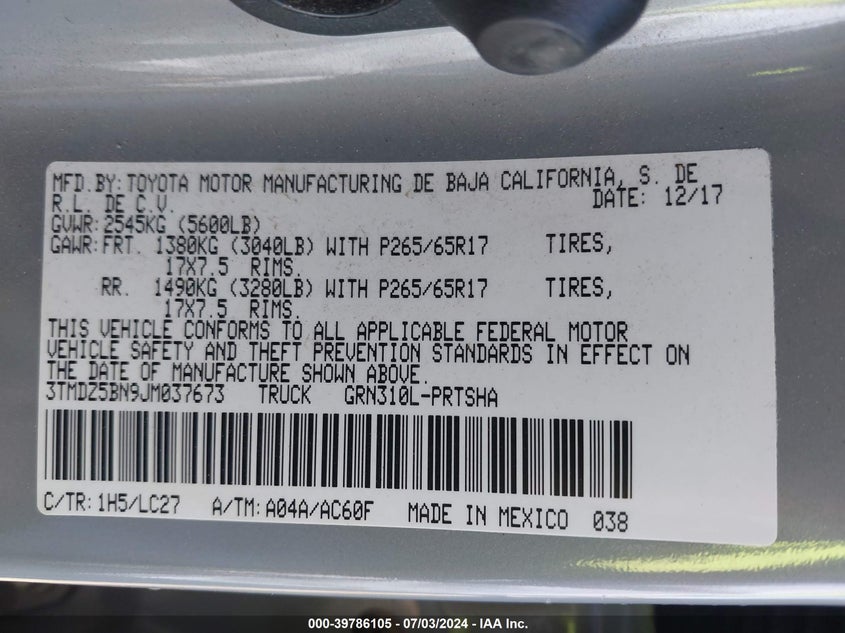 MFD.BY: TOYOTA MOTOR MANUFACTURING DE BAJA CALIFORNIA, S. DE
R.L. DE C.V. DATE: 12/17
GVWR: 2545KG (5600LB)
GAWR: FRT. 1380KG (3040LB) WITH P265/65R17 TIRES,
17X7.5 RIMS.
RR. 1490KG (3280LB) WITH P265/65R17 TIRES,
17X7.5 RIMS.
THIS VEHICLE CONFORMS TO ALL APPLICABLE FEDERAL MOTOR
VEHICLE SAFETY AND THEFT PREVENTION STANDARDS IN EFFECT ON
THE DATE OF MANUFACTURE SHOWN ABOVE.
3TMDZ5BN9JM037673 TRUCK GRN310L-PRTSHA
C/TR: 1H5/LC27 A/TM: A04A/AC60F MADE IN MEXICO 038
000-39786105 - 07/03/2024 - IAA Inc.